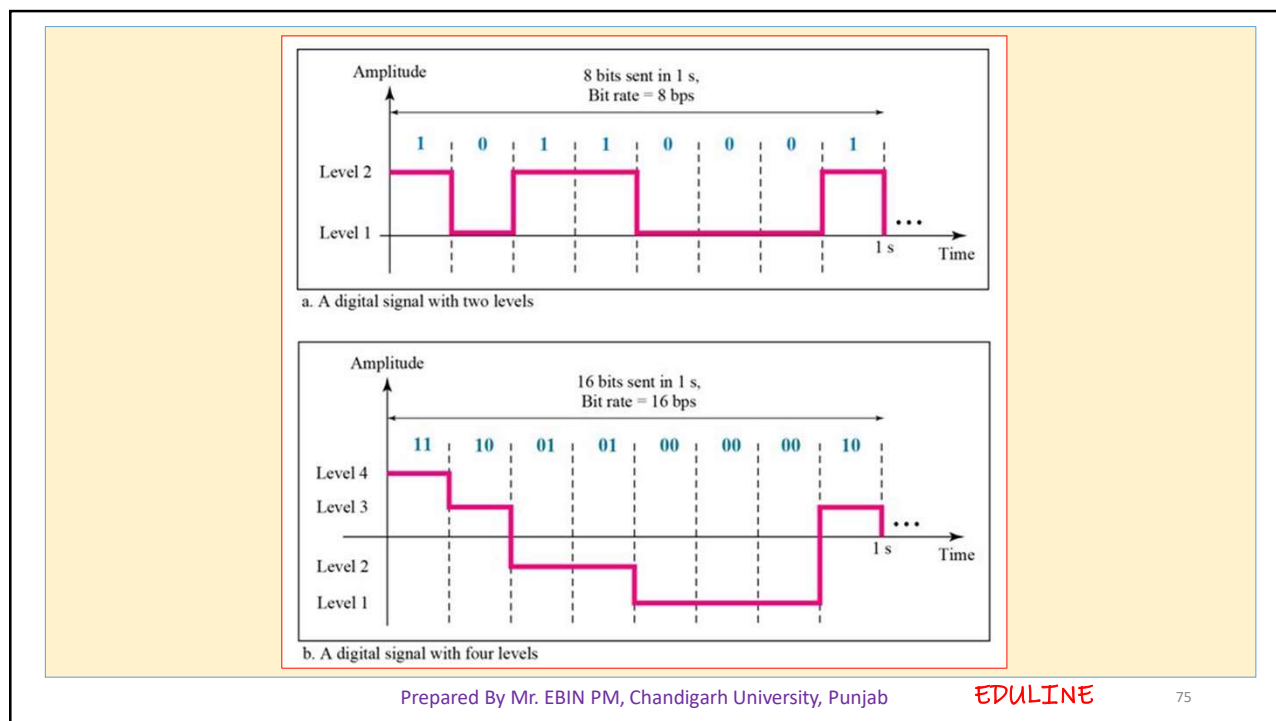 Amplitude
8 bits sent in 1 s,
Bit rate = 8 bps
1 0 1 1 0 0 0 1
Level 2
Level 1
...
1 s
Time
a. A digital signal with two levels
Amplitude
16 bits sent in 1 s,
Bit rate = 16 bps
11 10 01 01 00 00 00 10
Level 4
Level 3
...
1 s
Time
Level 2
Level 1
b. A digital signal with four levels
Prepared By Mr. EBIN PM, Chandigarh University, Punjab EDULINE 75